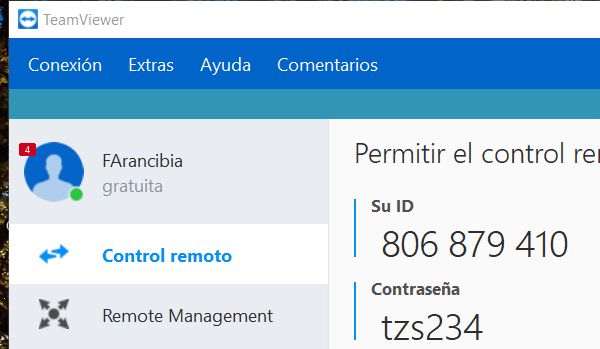 TeamViewer
Conexión Extras Ayuda Comentarios
4
FArancibia
gratuita
Control remoto
Remote Management
Permitir el control
Su ID
806 879 410
Contraseña
tzs234